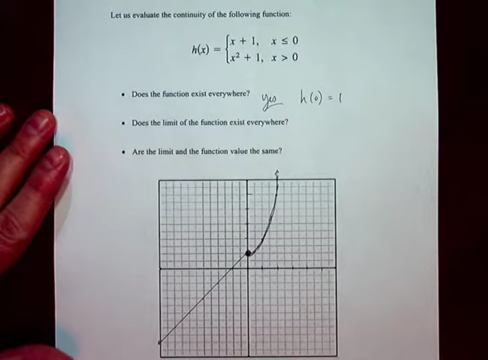 Let us evaluate the continuity of the following function:
h(x) = { x + 1, x ≤ 0
x² + 1, x > 0
• Does the function exist everywhere? yes h(0) = 1
• Does the limit of the function exist everywhere?
• Are the limit and the function value the same?